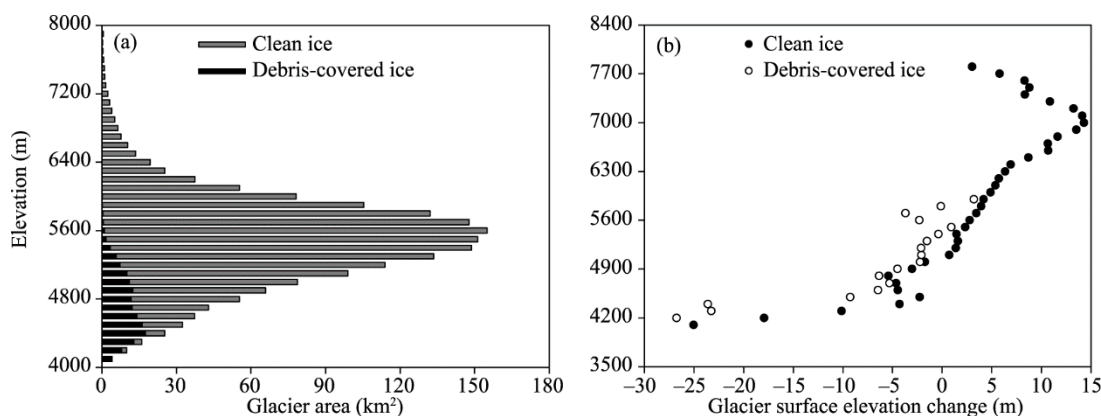 (a)
Clean ice
Debris-covered ice
Elevation (m)
8000
7200
6400
5600
4800
4000
0 30 60 90 120 150 180
Glacier area (km²)
(b)
Clean ice
Debris-covered ice
8400
7700
7000
6300
5600
4900
4200
3500
–30 –25 –20 –15 –10 –5 0 5 10 15
Glacier surface elevation change (m)